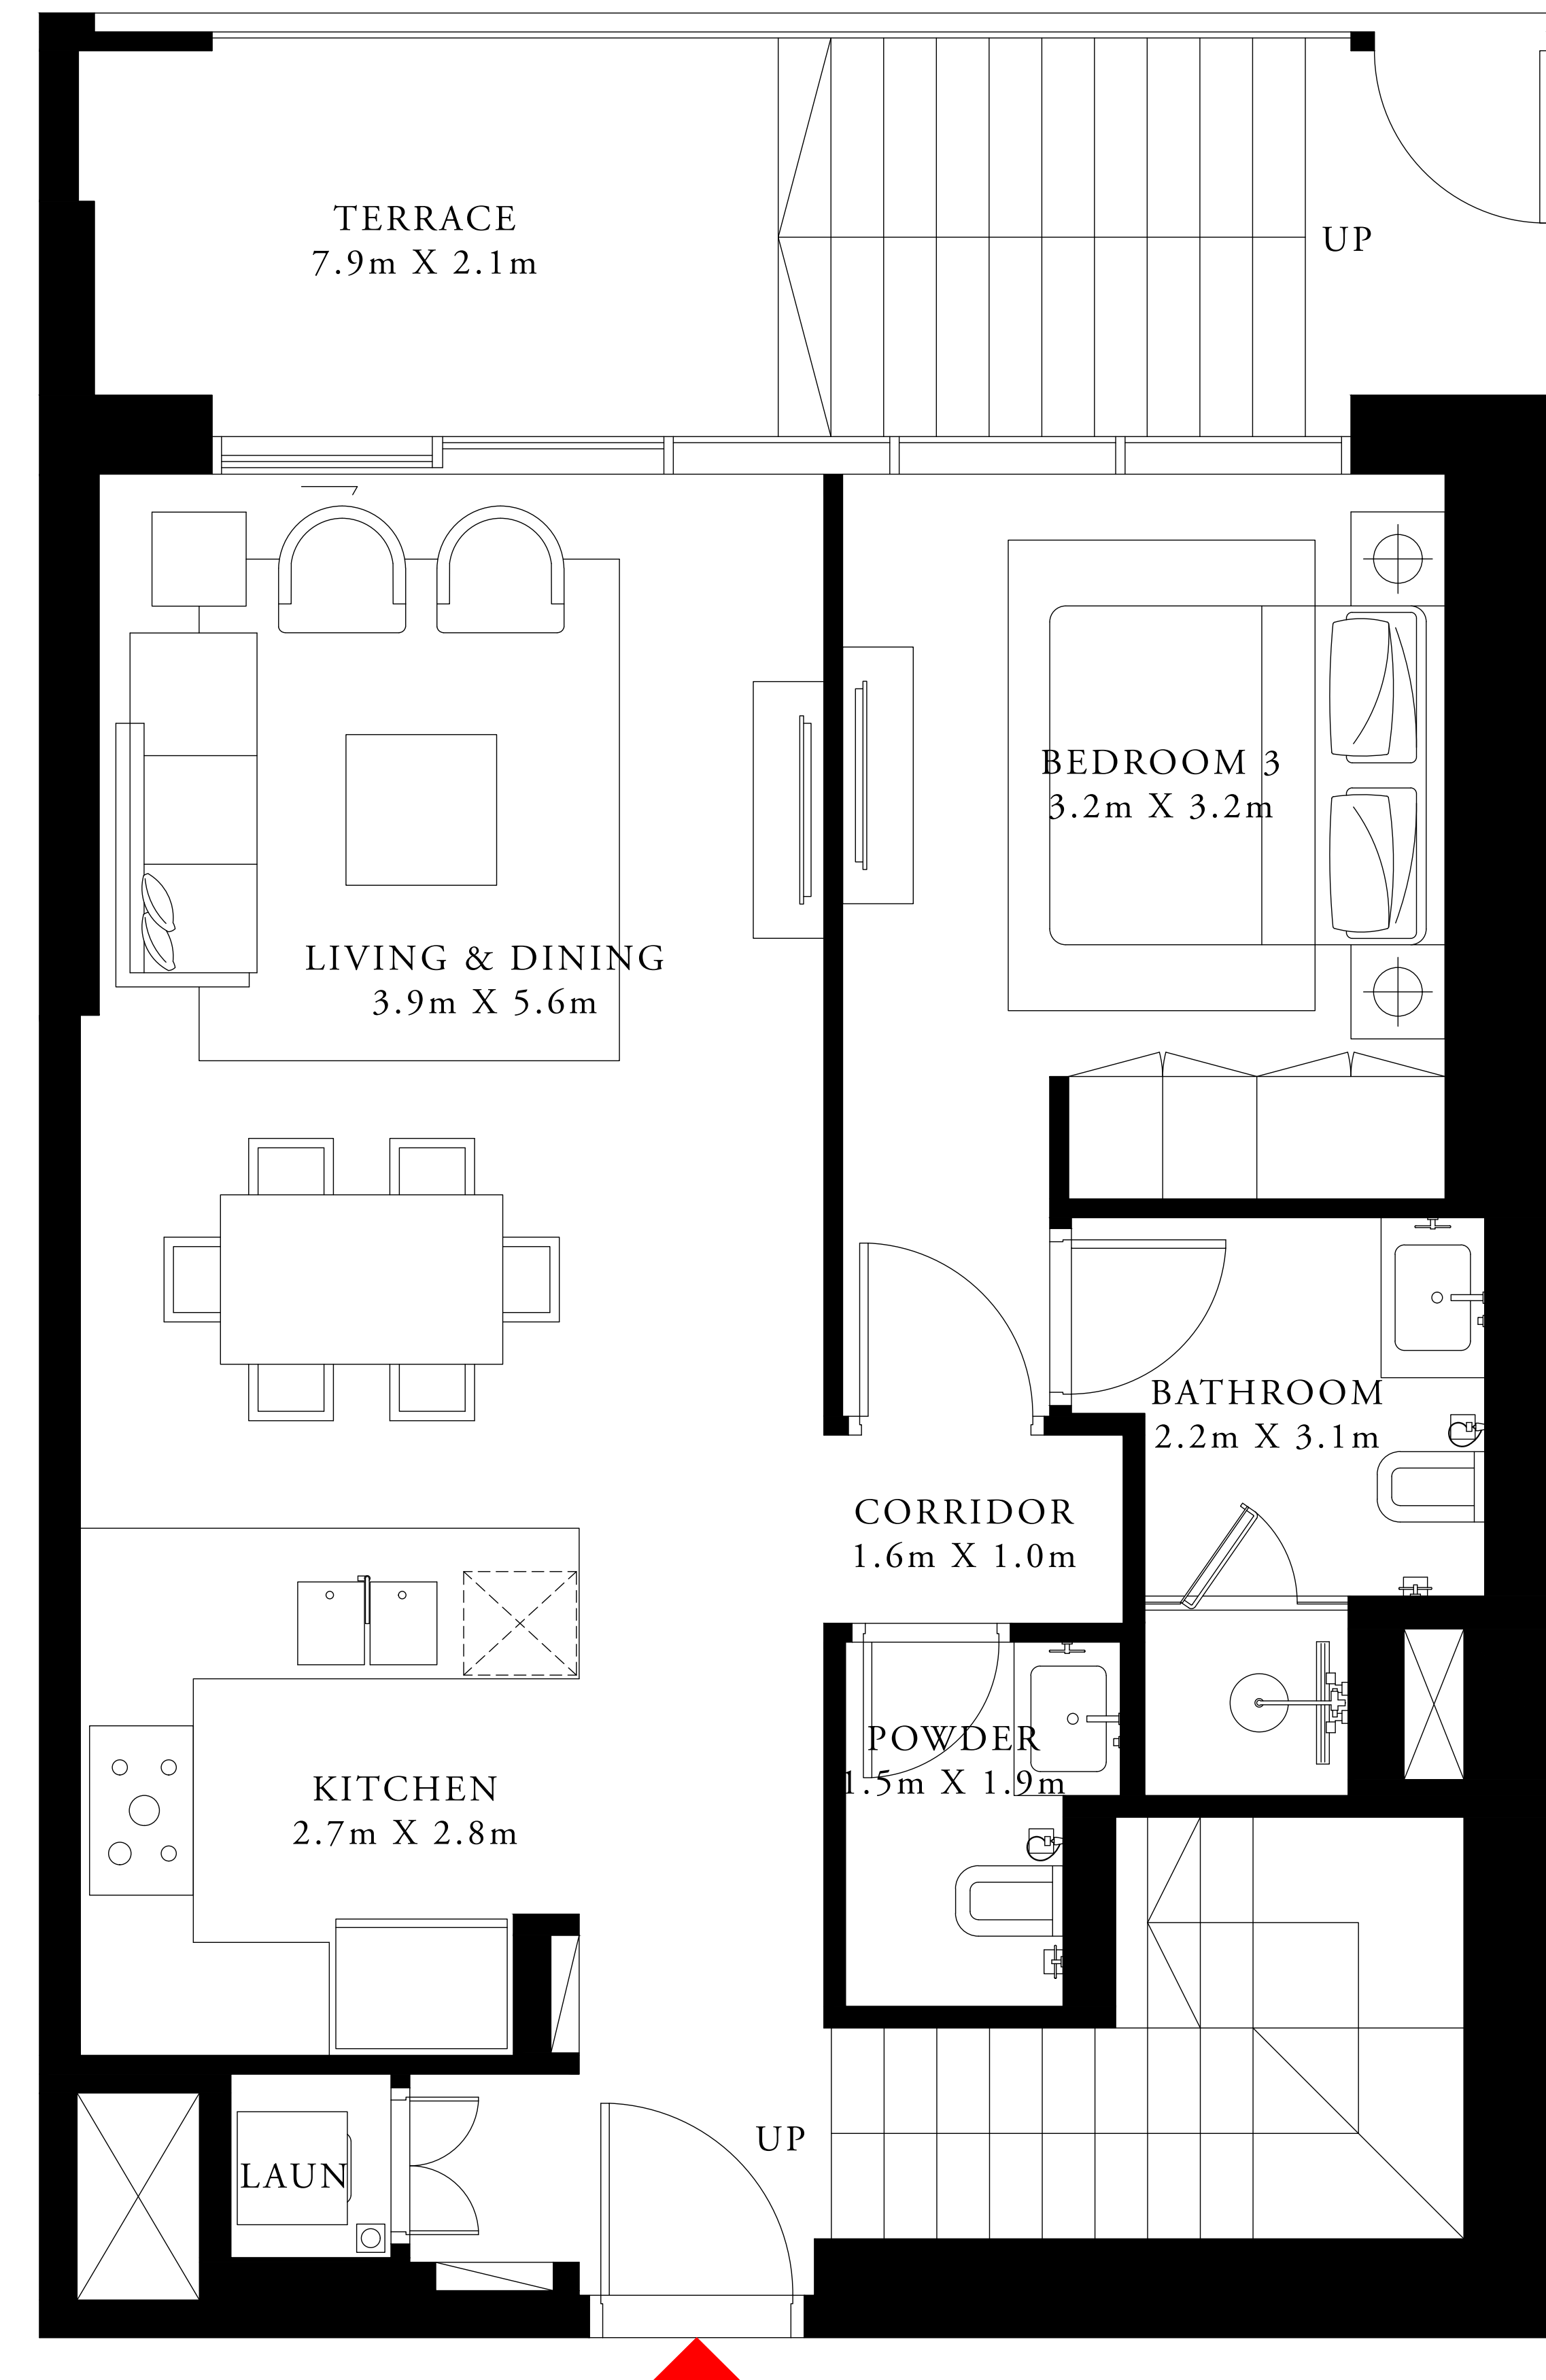 TERRACE
7.9m X 2.1m
UP
BEDROOM 3
3.2m X 3.2m
LIVING & DINING
3.9m X 5.6m
BATHROOM
2.2m X 3.1m
CORRIDOR
1.6m X 1.0m
POWDER
1.5m X 1.9m
KITCHEN
2.7m X 2.8m
UP
LAUN